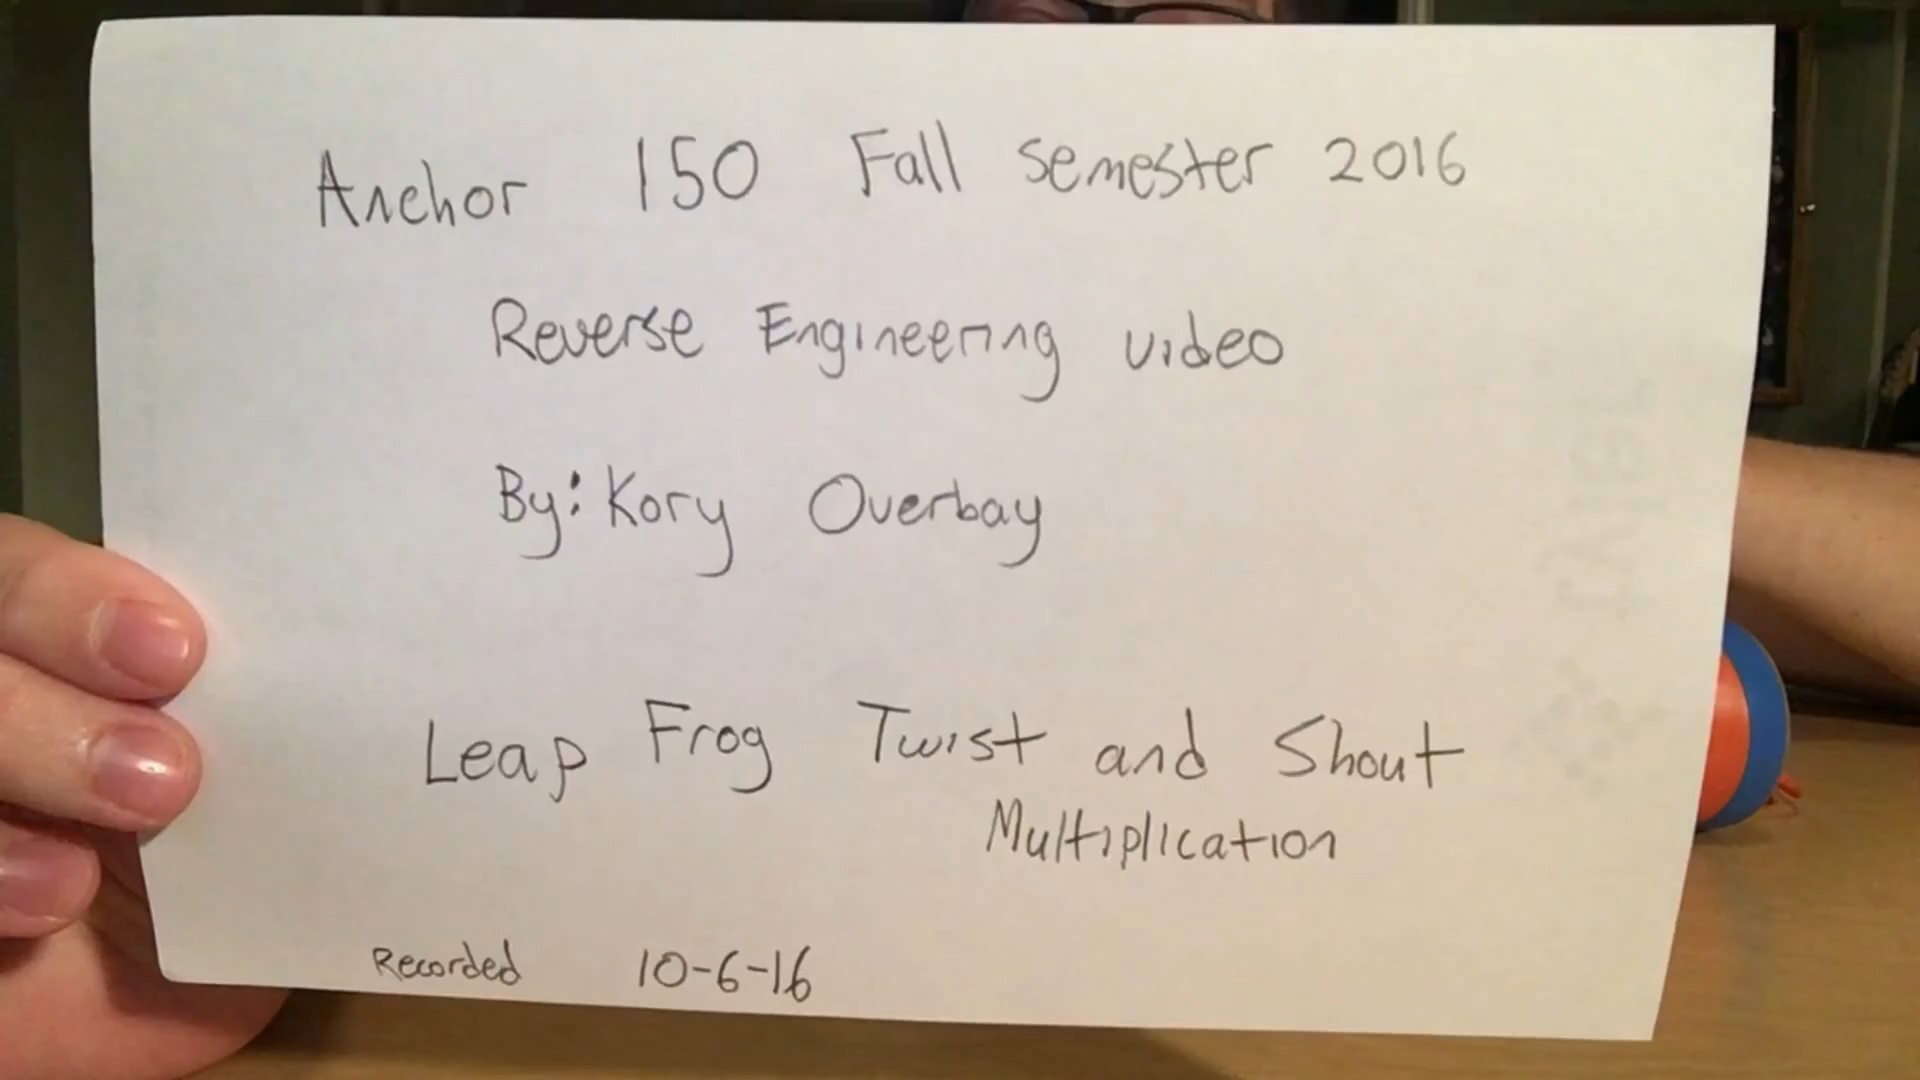 Anchor 150 Fall semester 2016
Reverse Engineering video
By: Kory Overbay
Leap Frog Twist and Shout
Multiplication
Recorded 10-6-16